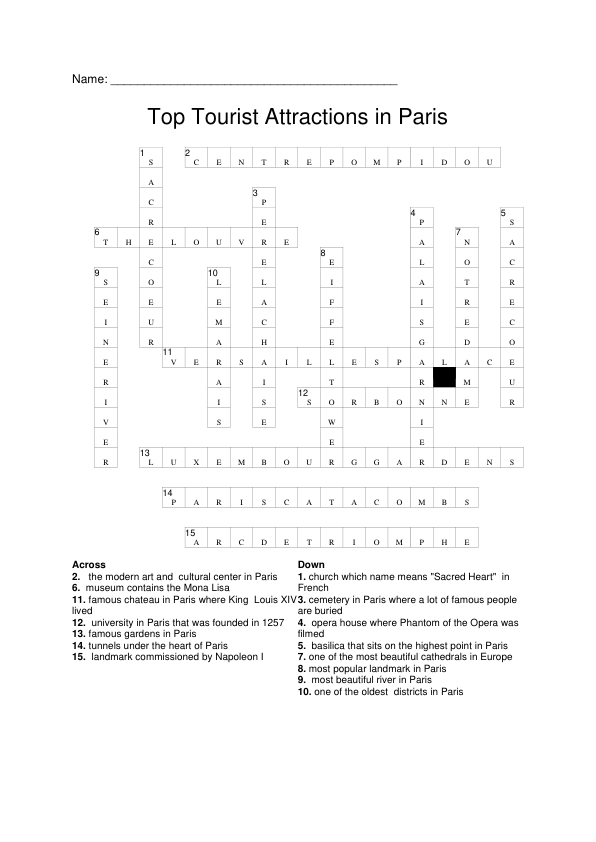 Name: ___________________________________________
Top Tourist Attractions in Paris
1 2
S C E N T R E P O M P I D O U
A
3
C P
4 5
R E P S
6 7
T H E L O U V R E A N A
8
C E E L O C
9 10
S O L L I A T R
E U E A F I R E
I R M C F S E C
N A H E G D O
11
V E R S A I L L E S P A L A C E
E
R A I T R M U
12
I I S S O R B O N N E R
V S E W I
E E E
13
R L U X E M B O U R G G A R D E N S
14
P A R I S C A T A C O M B S
15
A R C D E T R I O M P H E
Across
2. the modern art and cultural center in Paris
6. museum contains the Mona Lisa
11. famous chateau in Paris where King Louis XIV
lived
12. university in Paris that was founded in 1257
13. famous gardens in Paris
14. tunnels under the heart of Paris
15. landmark commissioned by Napoleon I
Down
1. church which name means "Sacred Heart" in
French
3. cemetery in Paris where a lot of famous people
are buried
4. opera house where Phantom of the Opera was
filmed
5. basilica that sits on the highest point in Paris
7. one of the most beautiful cathedrals in Europe
8. most popular landmark in Paris
9. most beautiful river in Paris
10. one of the oldest districts in Paris